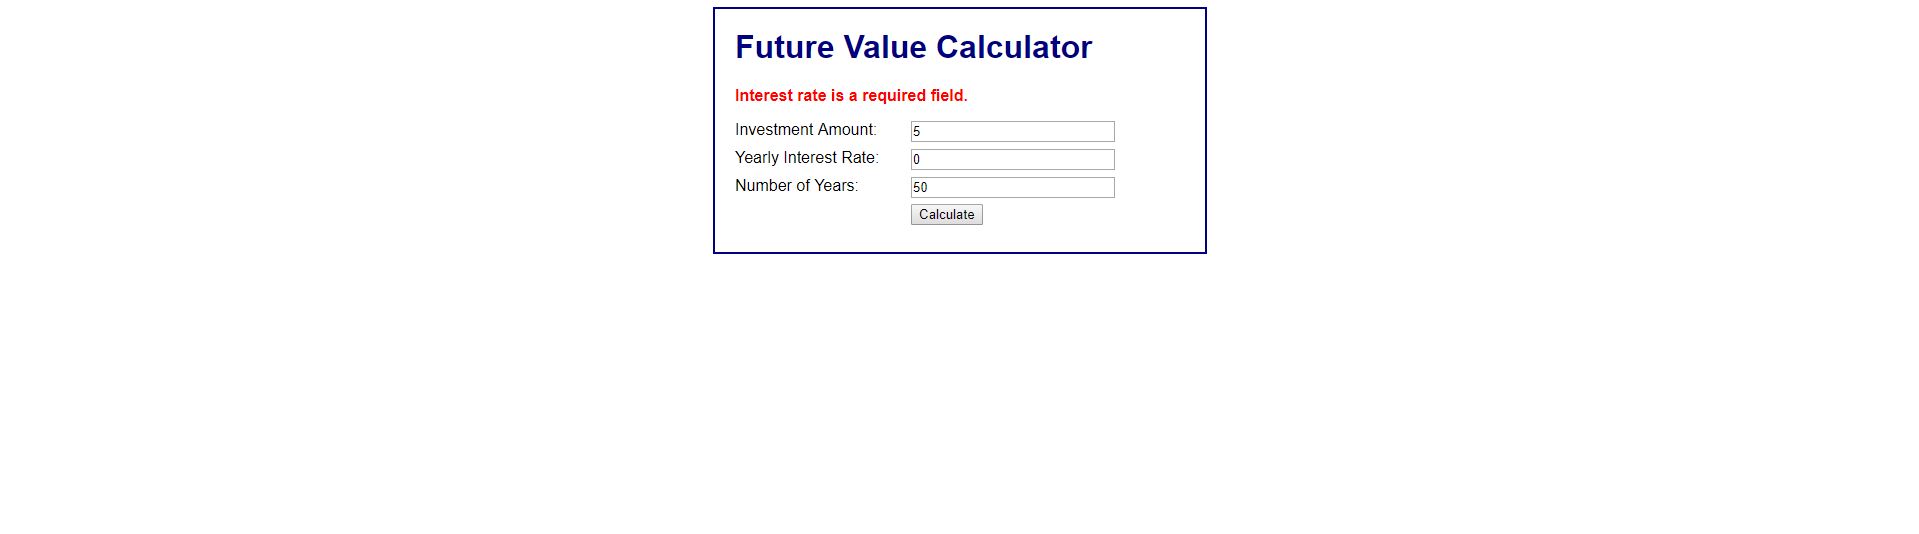 Future Value Calculator
Interest rate is a required field.
Investment Amount: 5
Yearly Interest Rate: 0
Number of Years: 50
Calculate